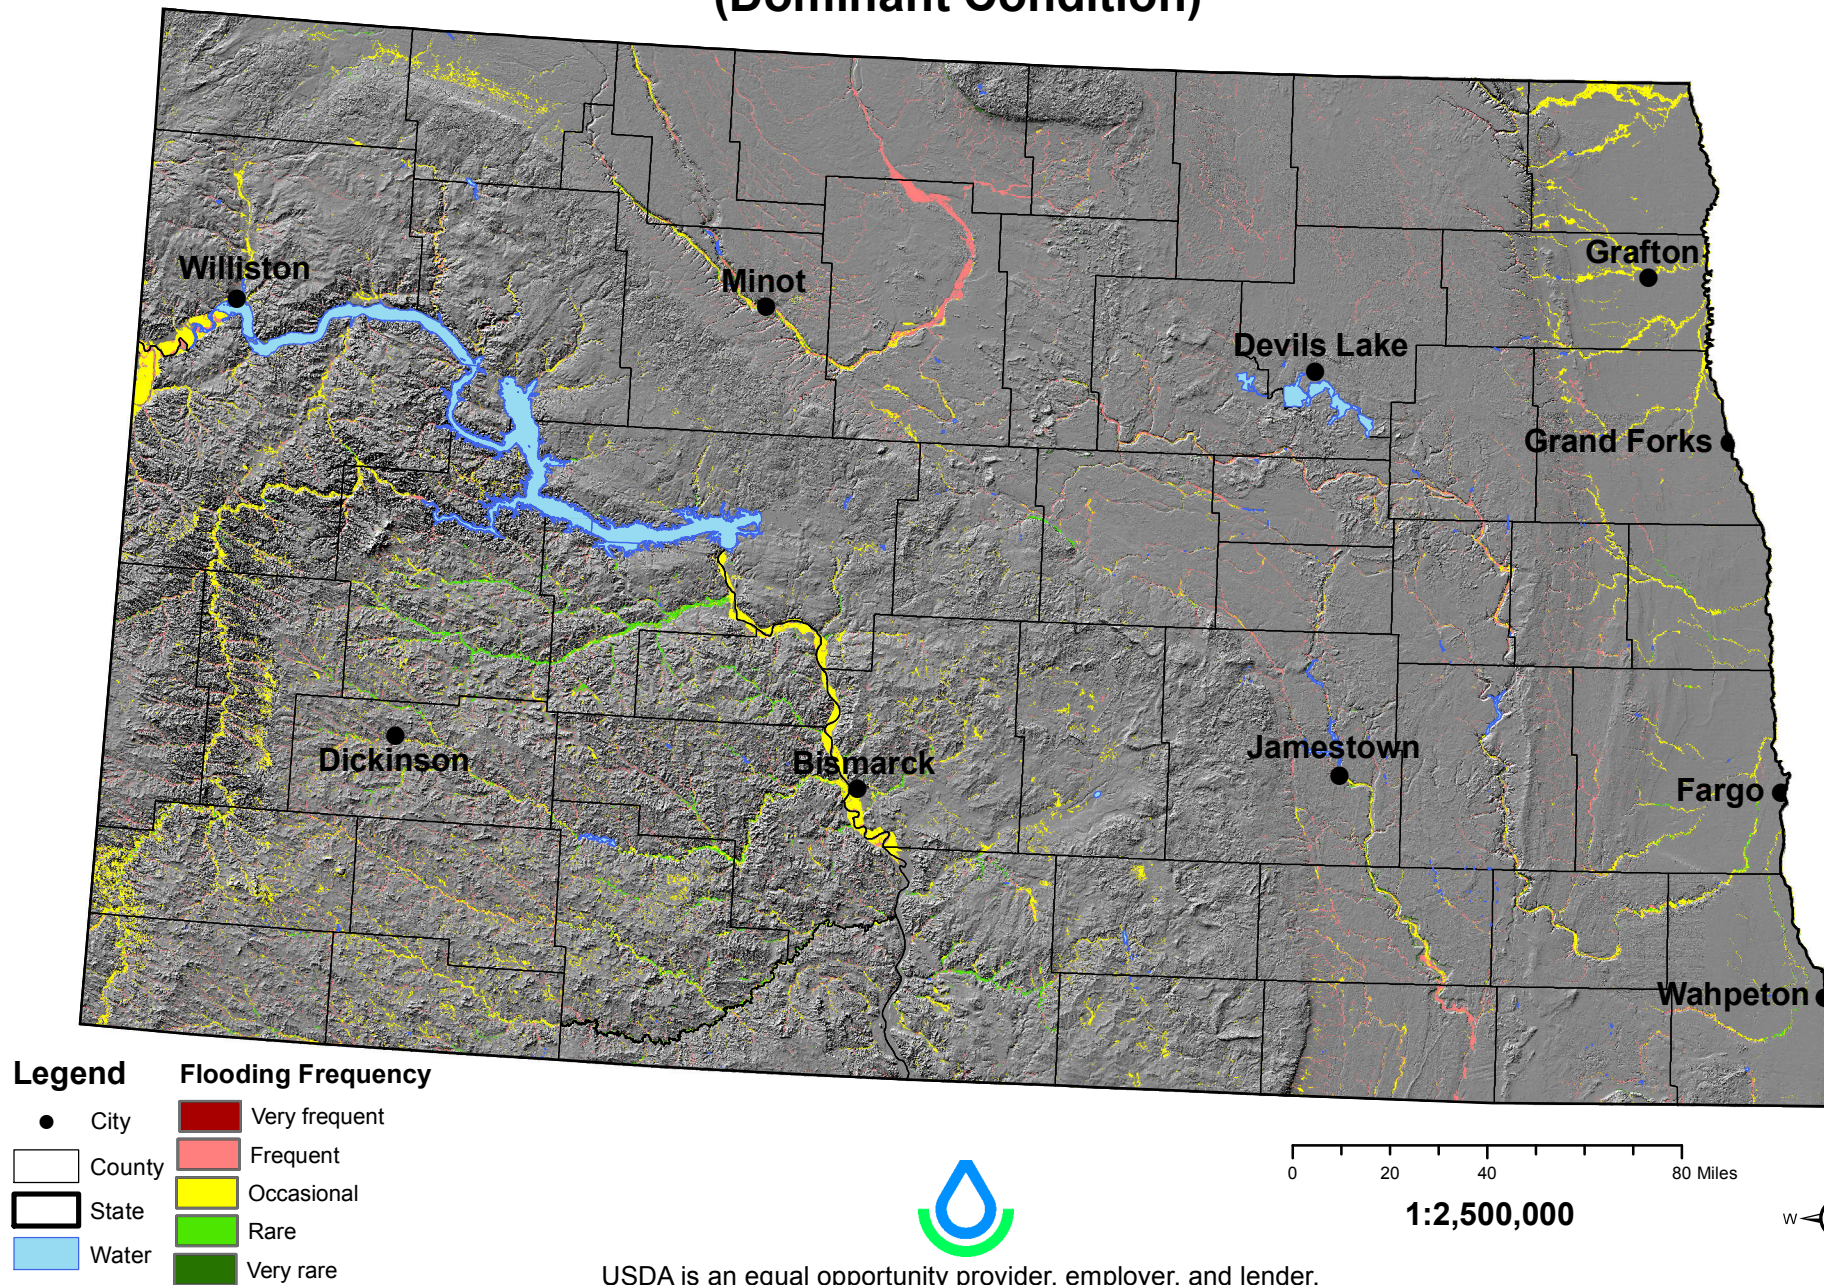 (Dominant Condition)
Williston
Minot
Grafton
Devils Lake
Grand Forks
Dickinson
Bismarck
Jamestown
Fargo
Wahpeton
Legend
City
County
State
Water
Flooding Frequency
Very frequent
Frequent
Occasional
Rare
Very rare
0 20 40 80 Miles
1:2,500,000
W
USDA is an equal opportunity provider, employer, and lender.